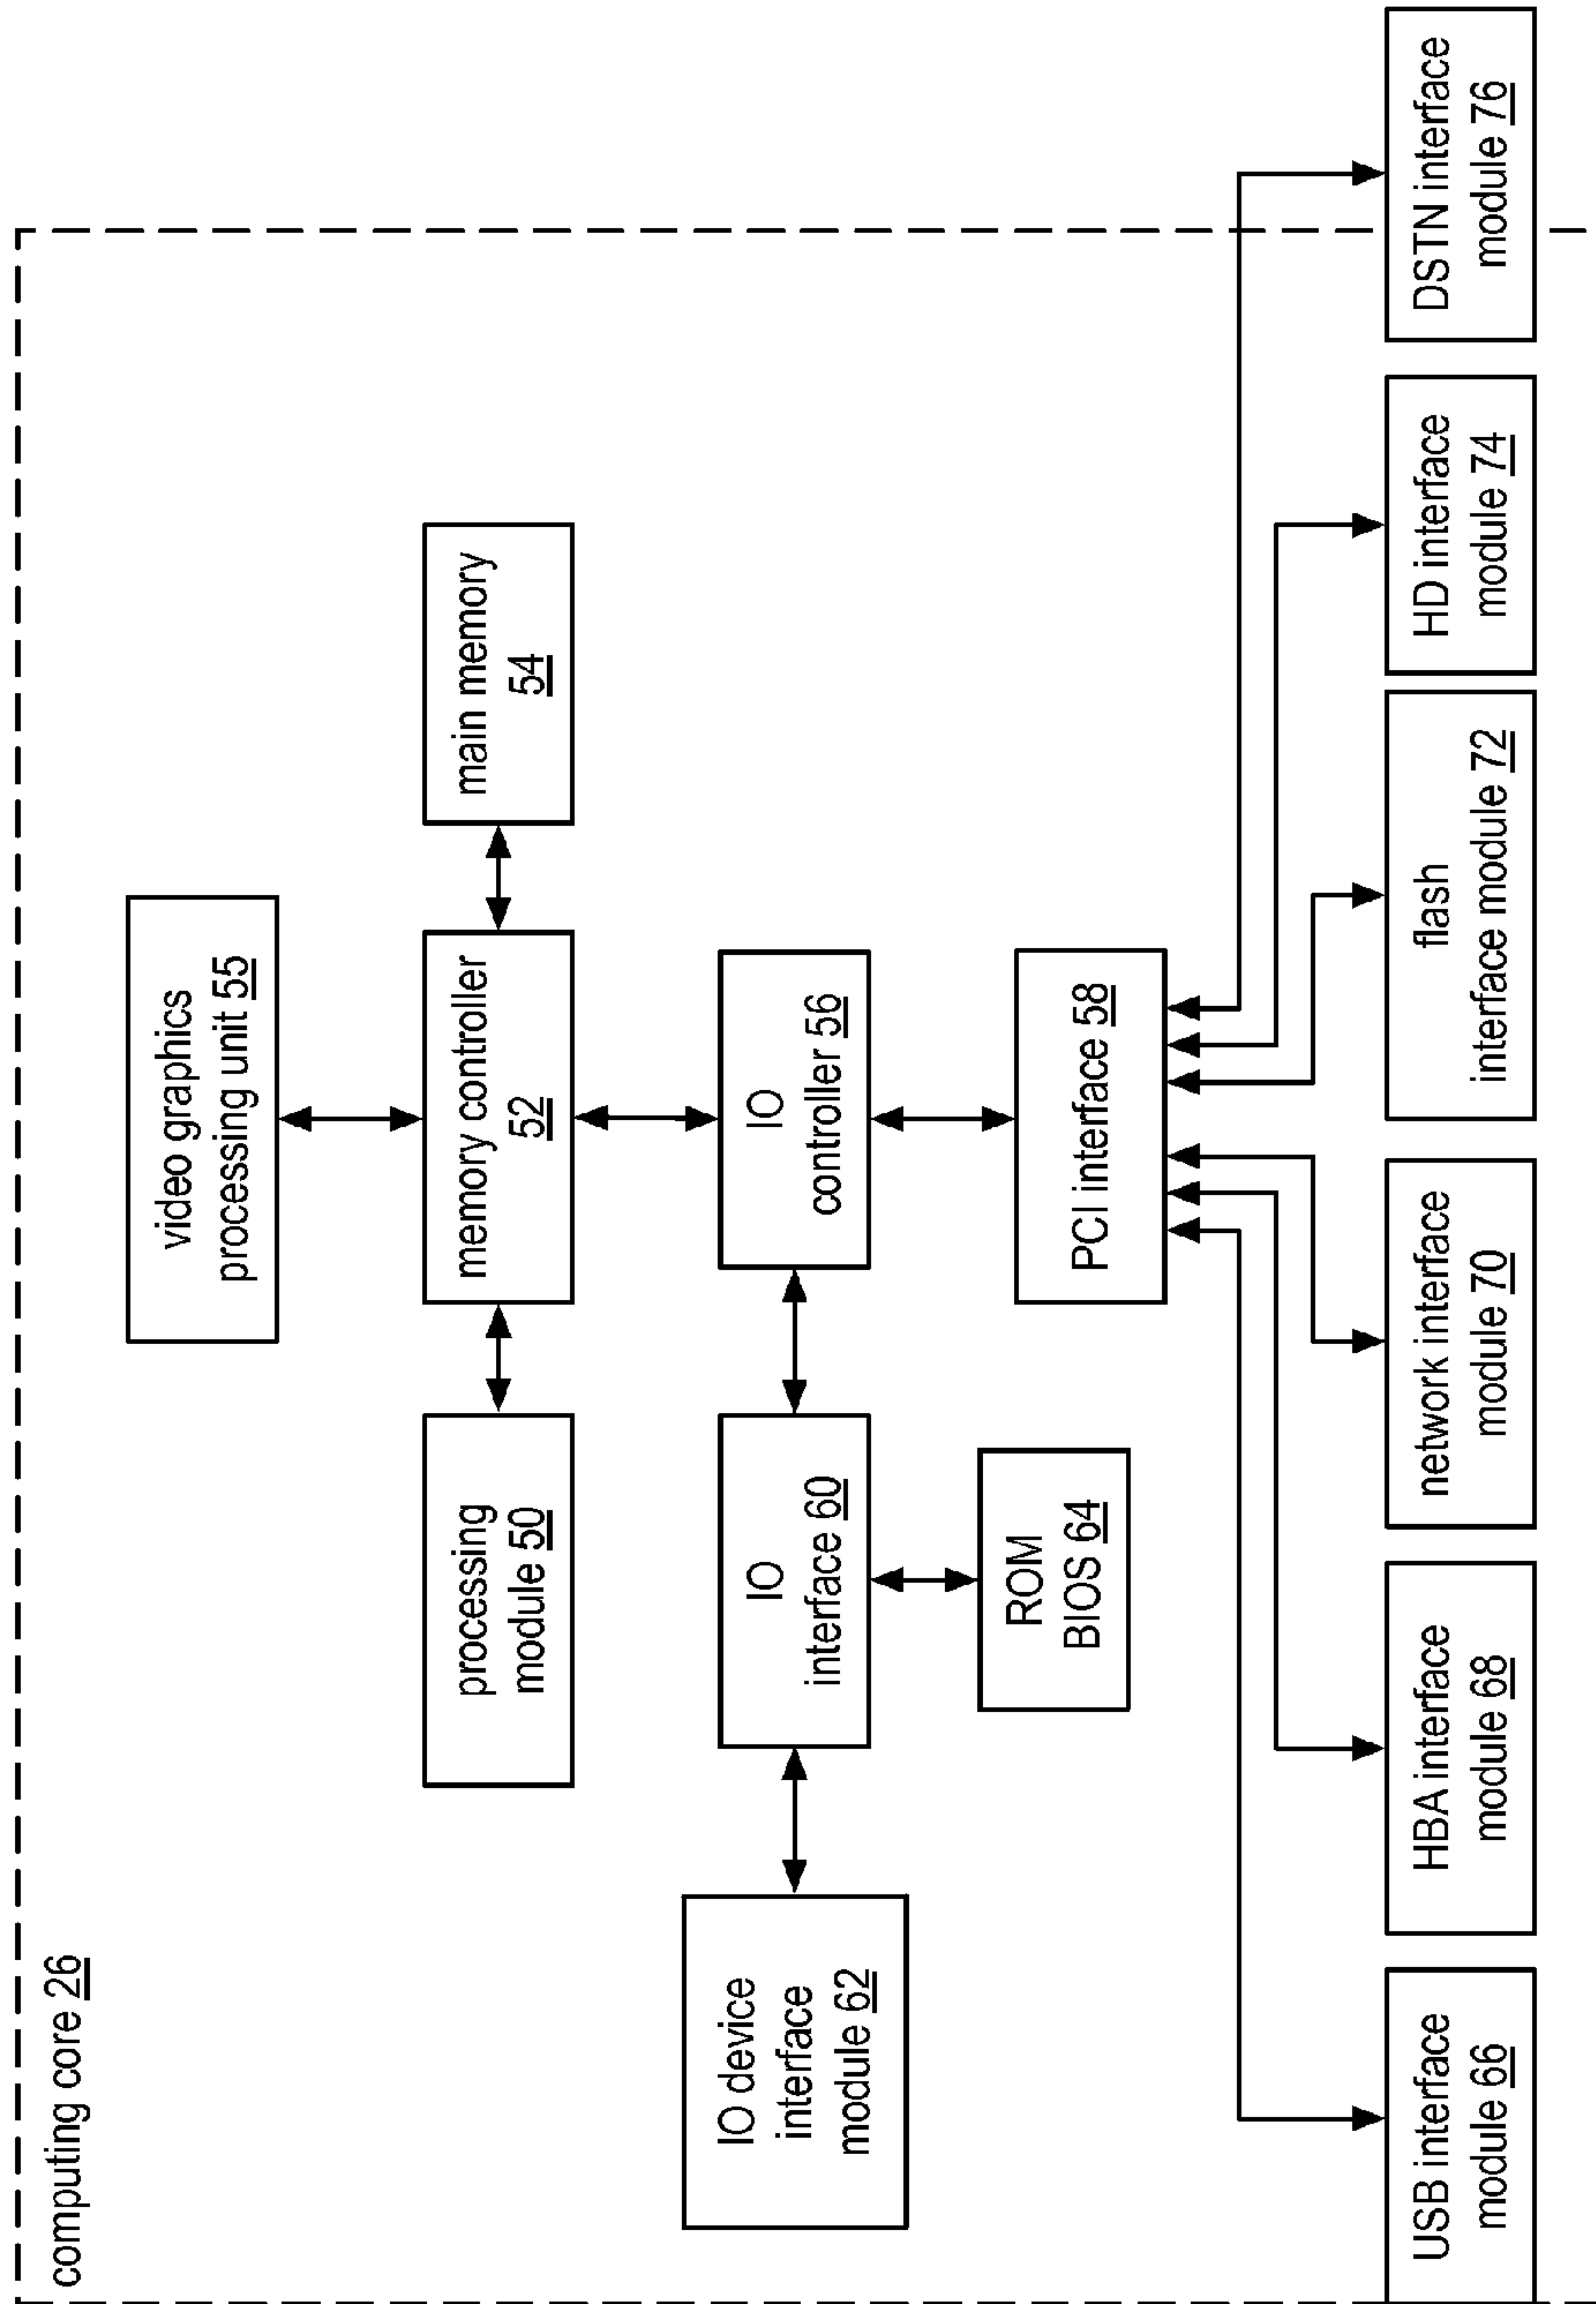 computing core 26
video graphics
processing unit 55
processing
module 50
memory controller
52
main memory
54
IO device
interface
module 62
IO
interface 60
IO
controller 56
ROM
BIOS 64
PCI interface 58
USB interface
module 66
HBA interface
module 68
network interface
module 70
flash
interface module 72
HD interface
module 74
DSTN interface
module 76